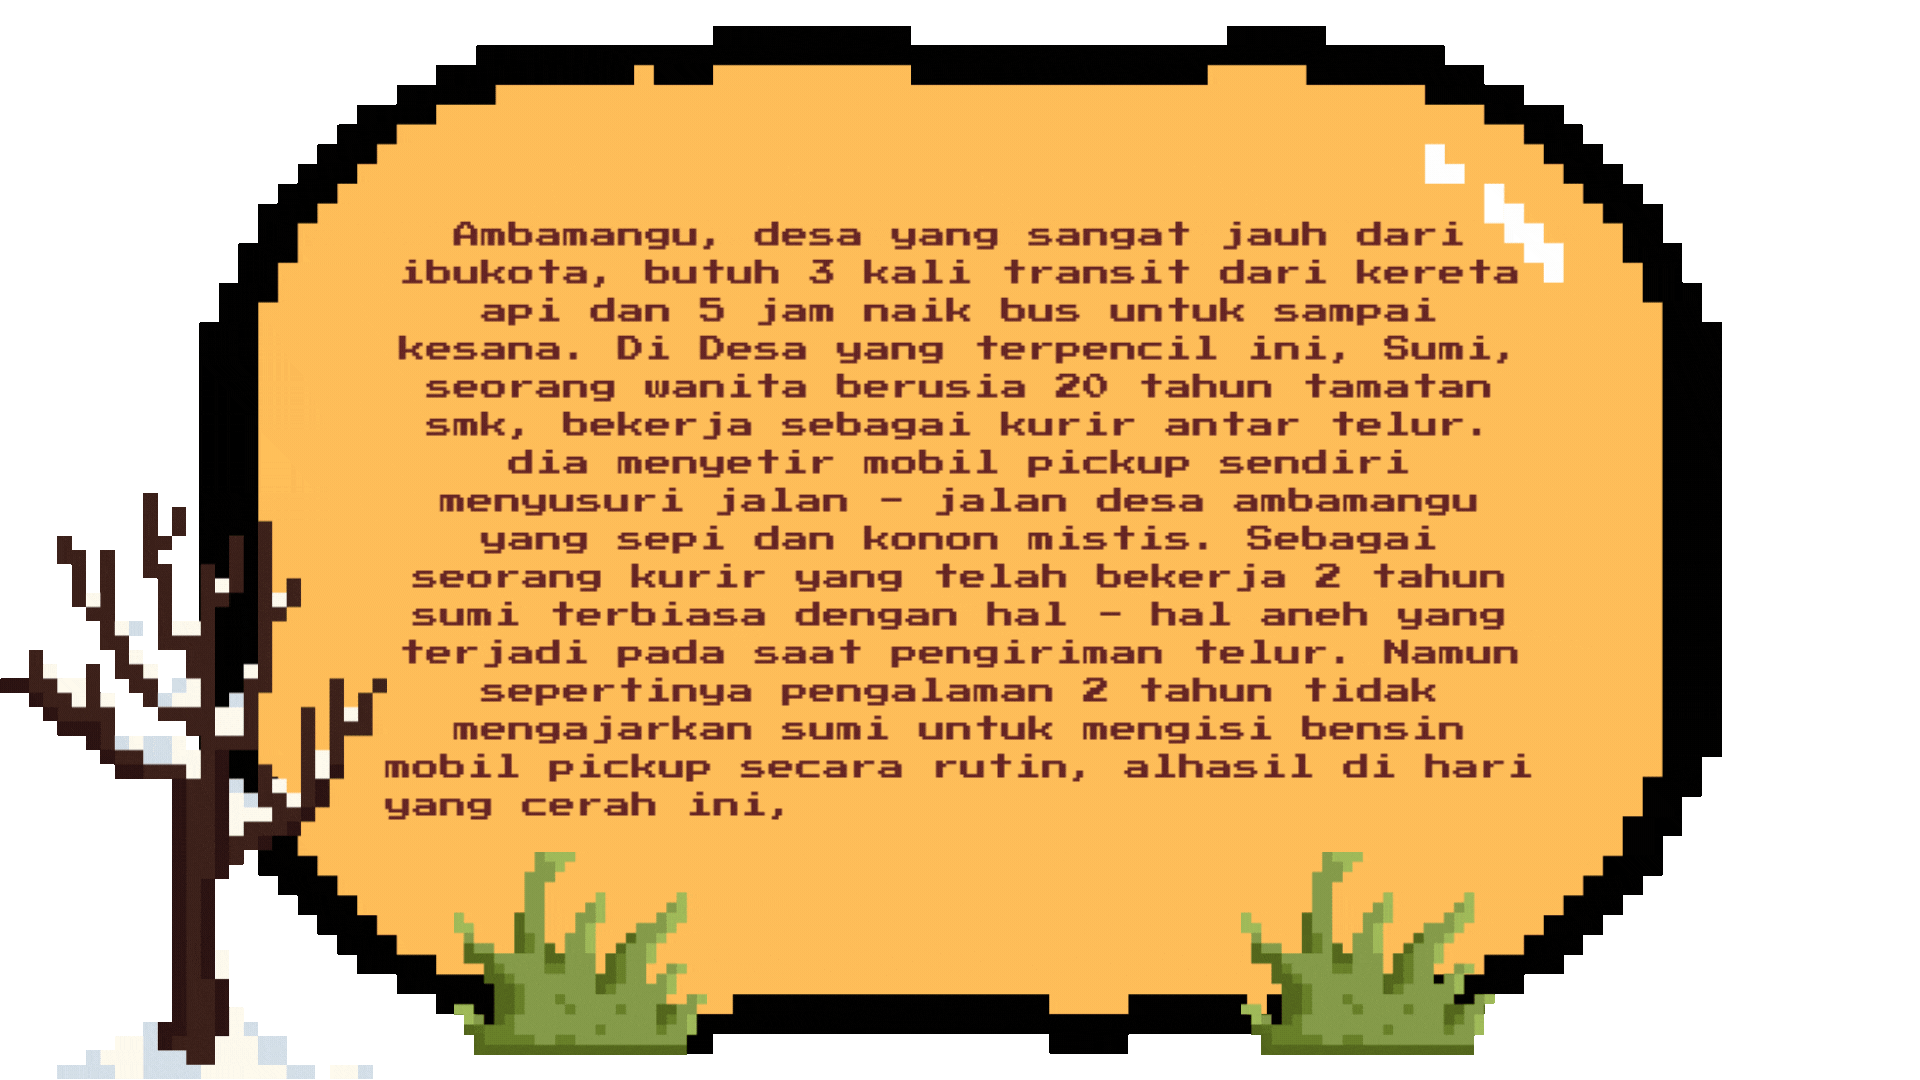 Ambamangu, desa yang sangat jauh dari
ibukota, butuh 3 kali transit dari kereta
api dan 5 jam naik bus untuk sampai
kesana. Di Desa yang terpencil ini, Sumi,
seorang wanita berusia 20 tahun tamatan
smk, bekerja sebagai kurir antar telur.
dia menyetir mobil pickup sendiri
menyusuri jalan - jalan desa ambamangu
yang sepi dan konon mistis. Sebagai
seorang kurir yang telah bekerja 2 tahun
sumi terbiasa dengan hal - hal aneh yang
terjadi pada saat pengiriman telur. Namun
sepertinya pengalaman 2 tahun tidak
mengajarkan sumi untuk mengisi bensin
mobil pickup secara rutin, alhasil di hari
yang cerah ini,